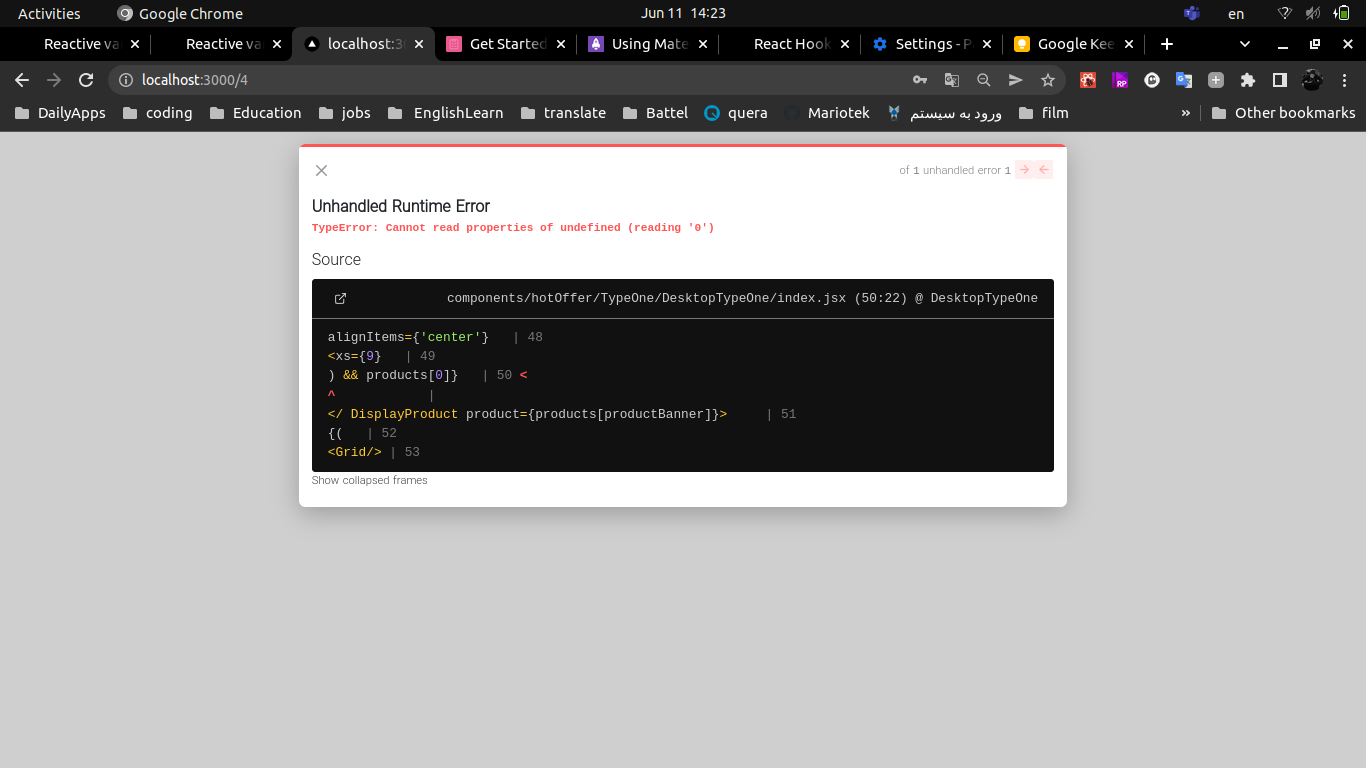 Activities Google Chrome Jun 11 14:23 en
Reactive va Reactive va localhost:3 Get Started Using Mate React Hook Settings - P Google Kee
localhost:3000/4
DailyApps coding Education jobs EnglishLearn translate Battel quera Mariotek ورود به سیستم film » Other bookmarks
of 1 unhandled error 1
Unhandled Runtime Error
TypeError: Cannot read properties of undefined (reading '0')
Source
components/hotOffer/TypeOne/DesktopTypeOne/index.jsx (50:22) @ DesktopTypeOne
alignItems={'center'} | 48
<xs={9} | 49
) && products[0]} | 50 <
^ |
</ DisplayProduct product={products[productBanner]}> | 51
{( | 52
<Grid/> | 53
Show collapsed frames